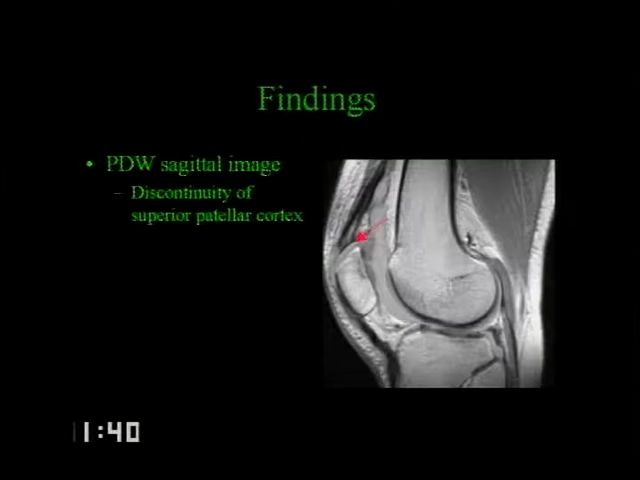 Findings
• PDW sagittal image
– Discontinuity of
superior patellar cortex
1:40